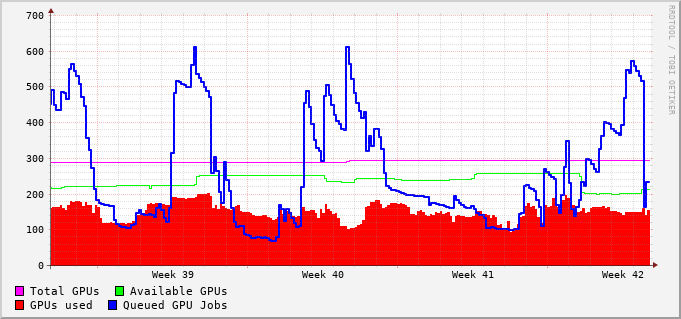 700
600
500
400
300
200
100
0
Week 39 Week 40 Week 41 Week 42
Total GPUs Available GPUs
GPUs used Queued GPU Jobs
RRDTOOL / TOBI OETIKER